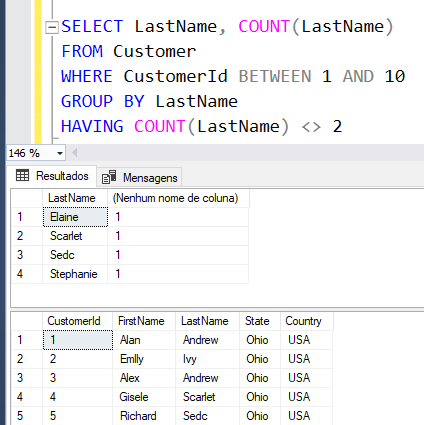 SELECT LastName, COUNT(LastName)
FROM Customer
WHERE CustomerId BETWEEN 1 AND 10
GROUP BY LastName
HAVING COUNT(LastName) <> 2
146 %
Resultados Mensagens
LastName (Nenhum nome de coluna)
1 Elaine 1
2 Scarlet 1
3 Sedc 1
4 Stephanie 1
CustomerId FirstName LastName State Country
1 1 Alan Andrew Ohio USA
2 2 Emlly Ivy Ohio USA
3 3 Alex Andrew Ohio USA
4 4 Gisele Scarlet Ohio USA
5 5 Richard Sedc Ohio USA